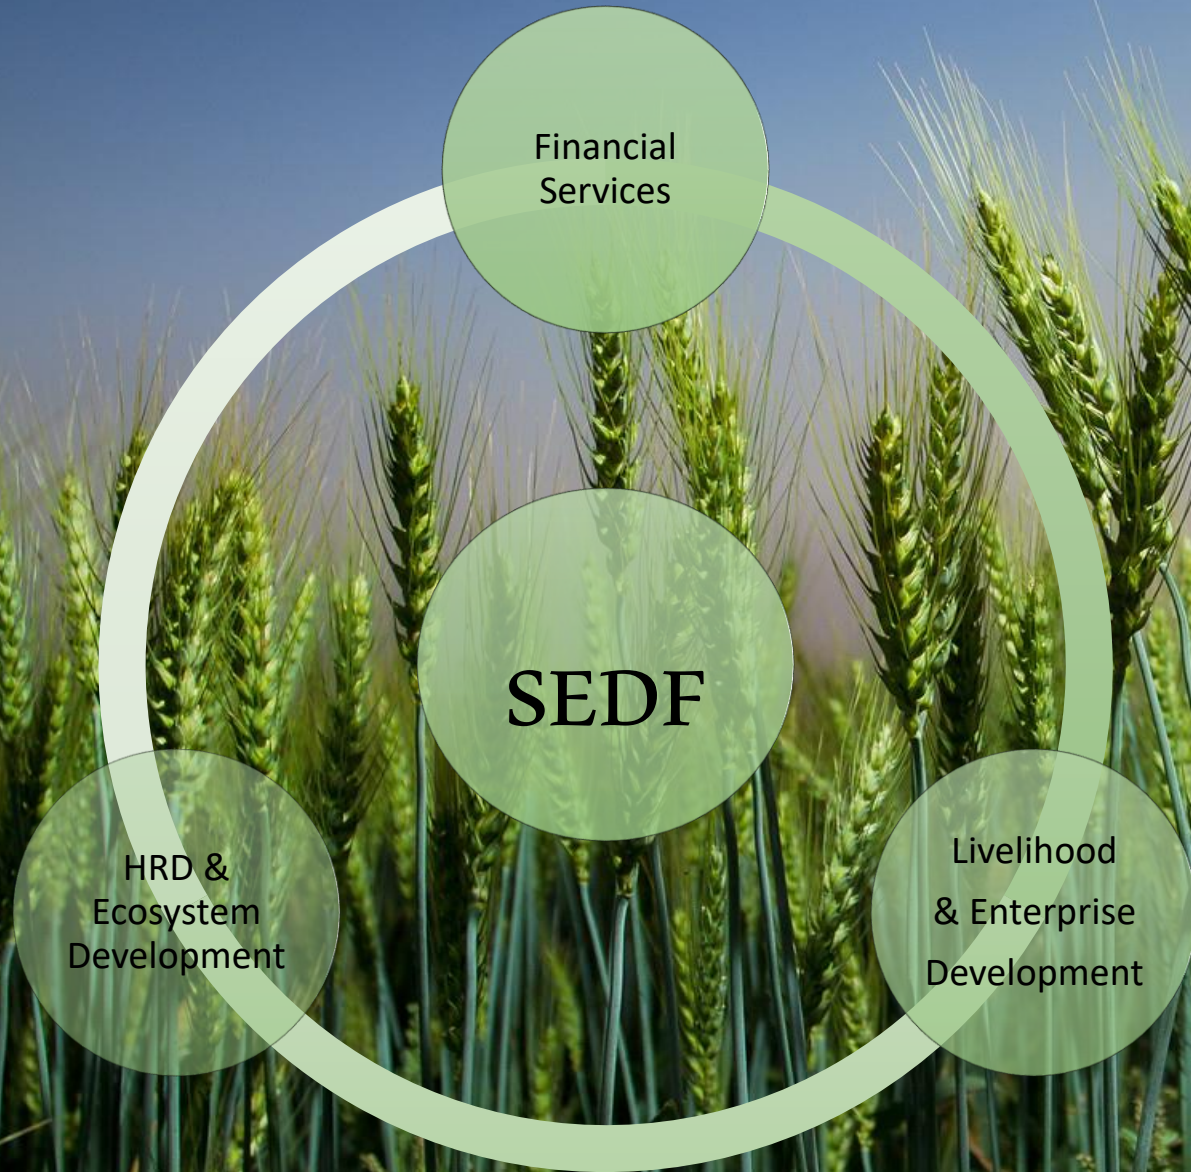 Financial
Services
SEDF
HRD &
Ecosystem
Development
Livelihood
& Enterprise
Development